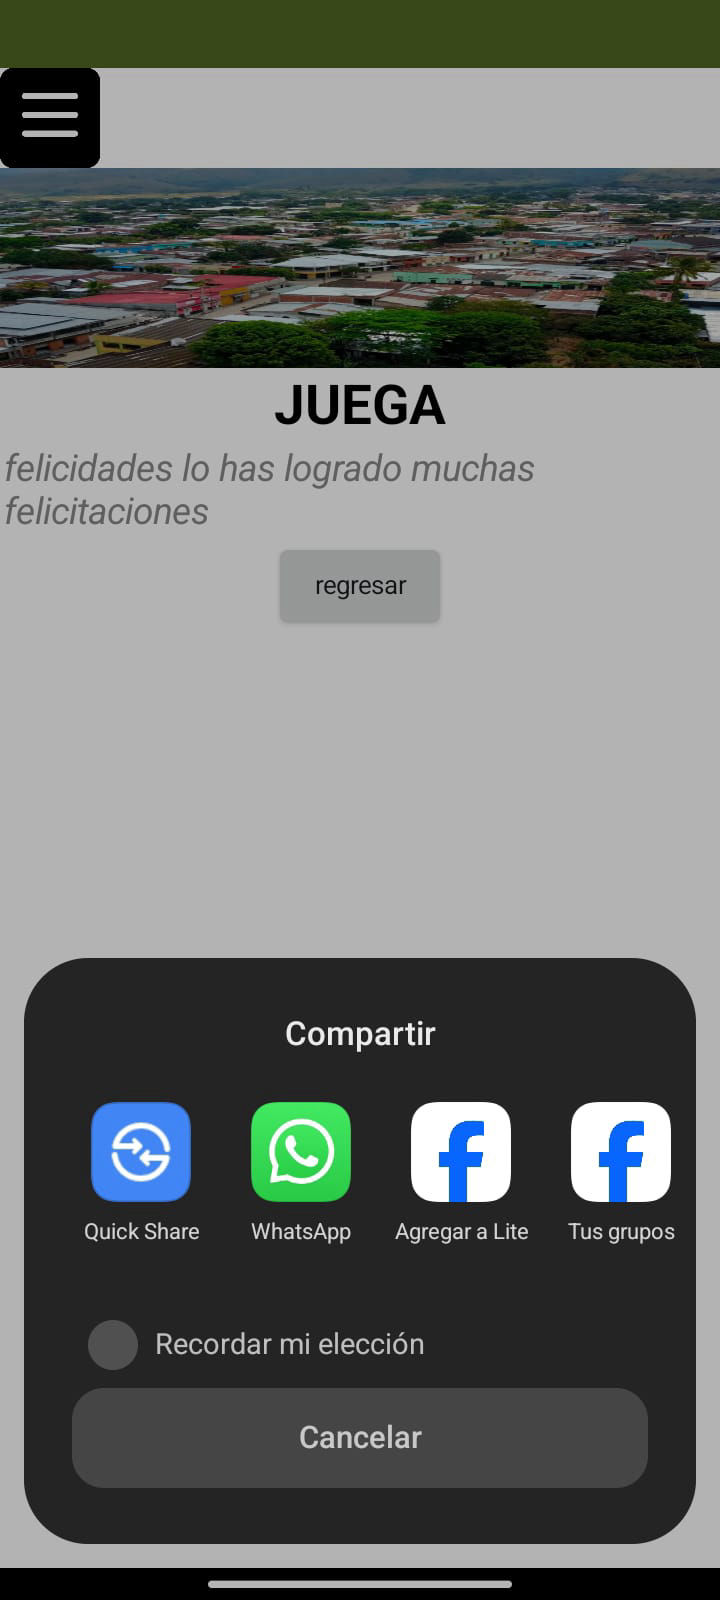 JUEGA
felicidades lo has logrado muchas
felicitaciones
regresar
Compartir
Quick Share
WhatsApp
Agregar a Lite
Tus grupos
Recordar mi elección
Cancelar